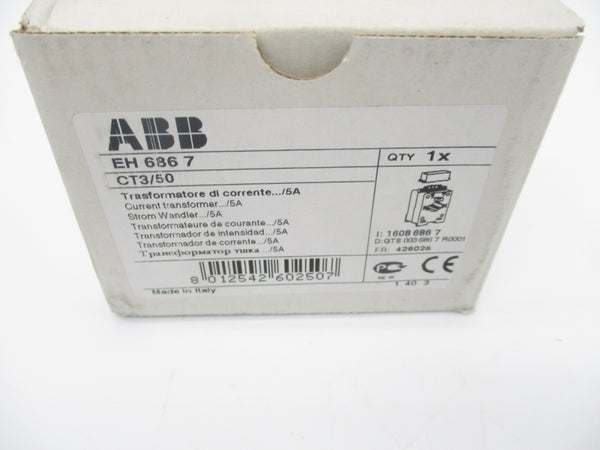 ABB
EH 686 7
QTY 1x
CT3/50
Trasformatore di corrente.../5A
Current transformer.../5A
Strom Wandler.../5A
Transformateure de courante.../5A
Transformador de intensidad.../5A
Transformador de corrente.../5A
Трансформатор тика.../5A
I: 1608 686 7
D: GTS 003 686 7 R0001
FR: 426026
8 012542 602507
CE
Made in Italy
1 40 3